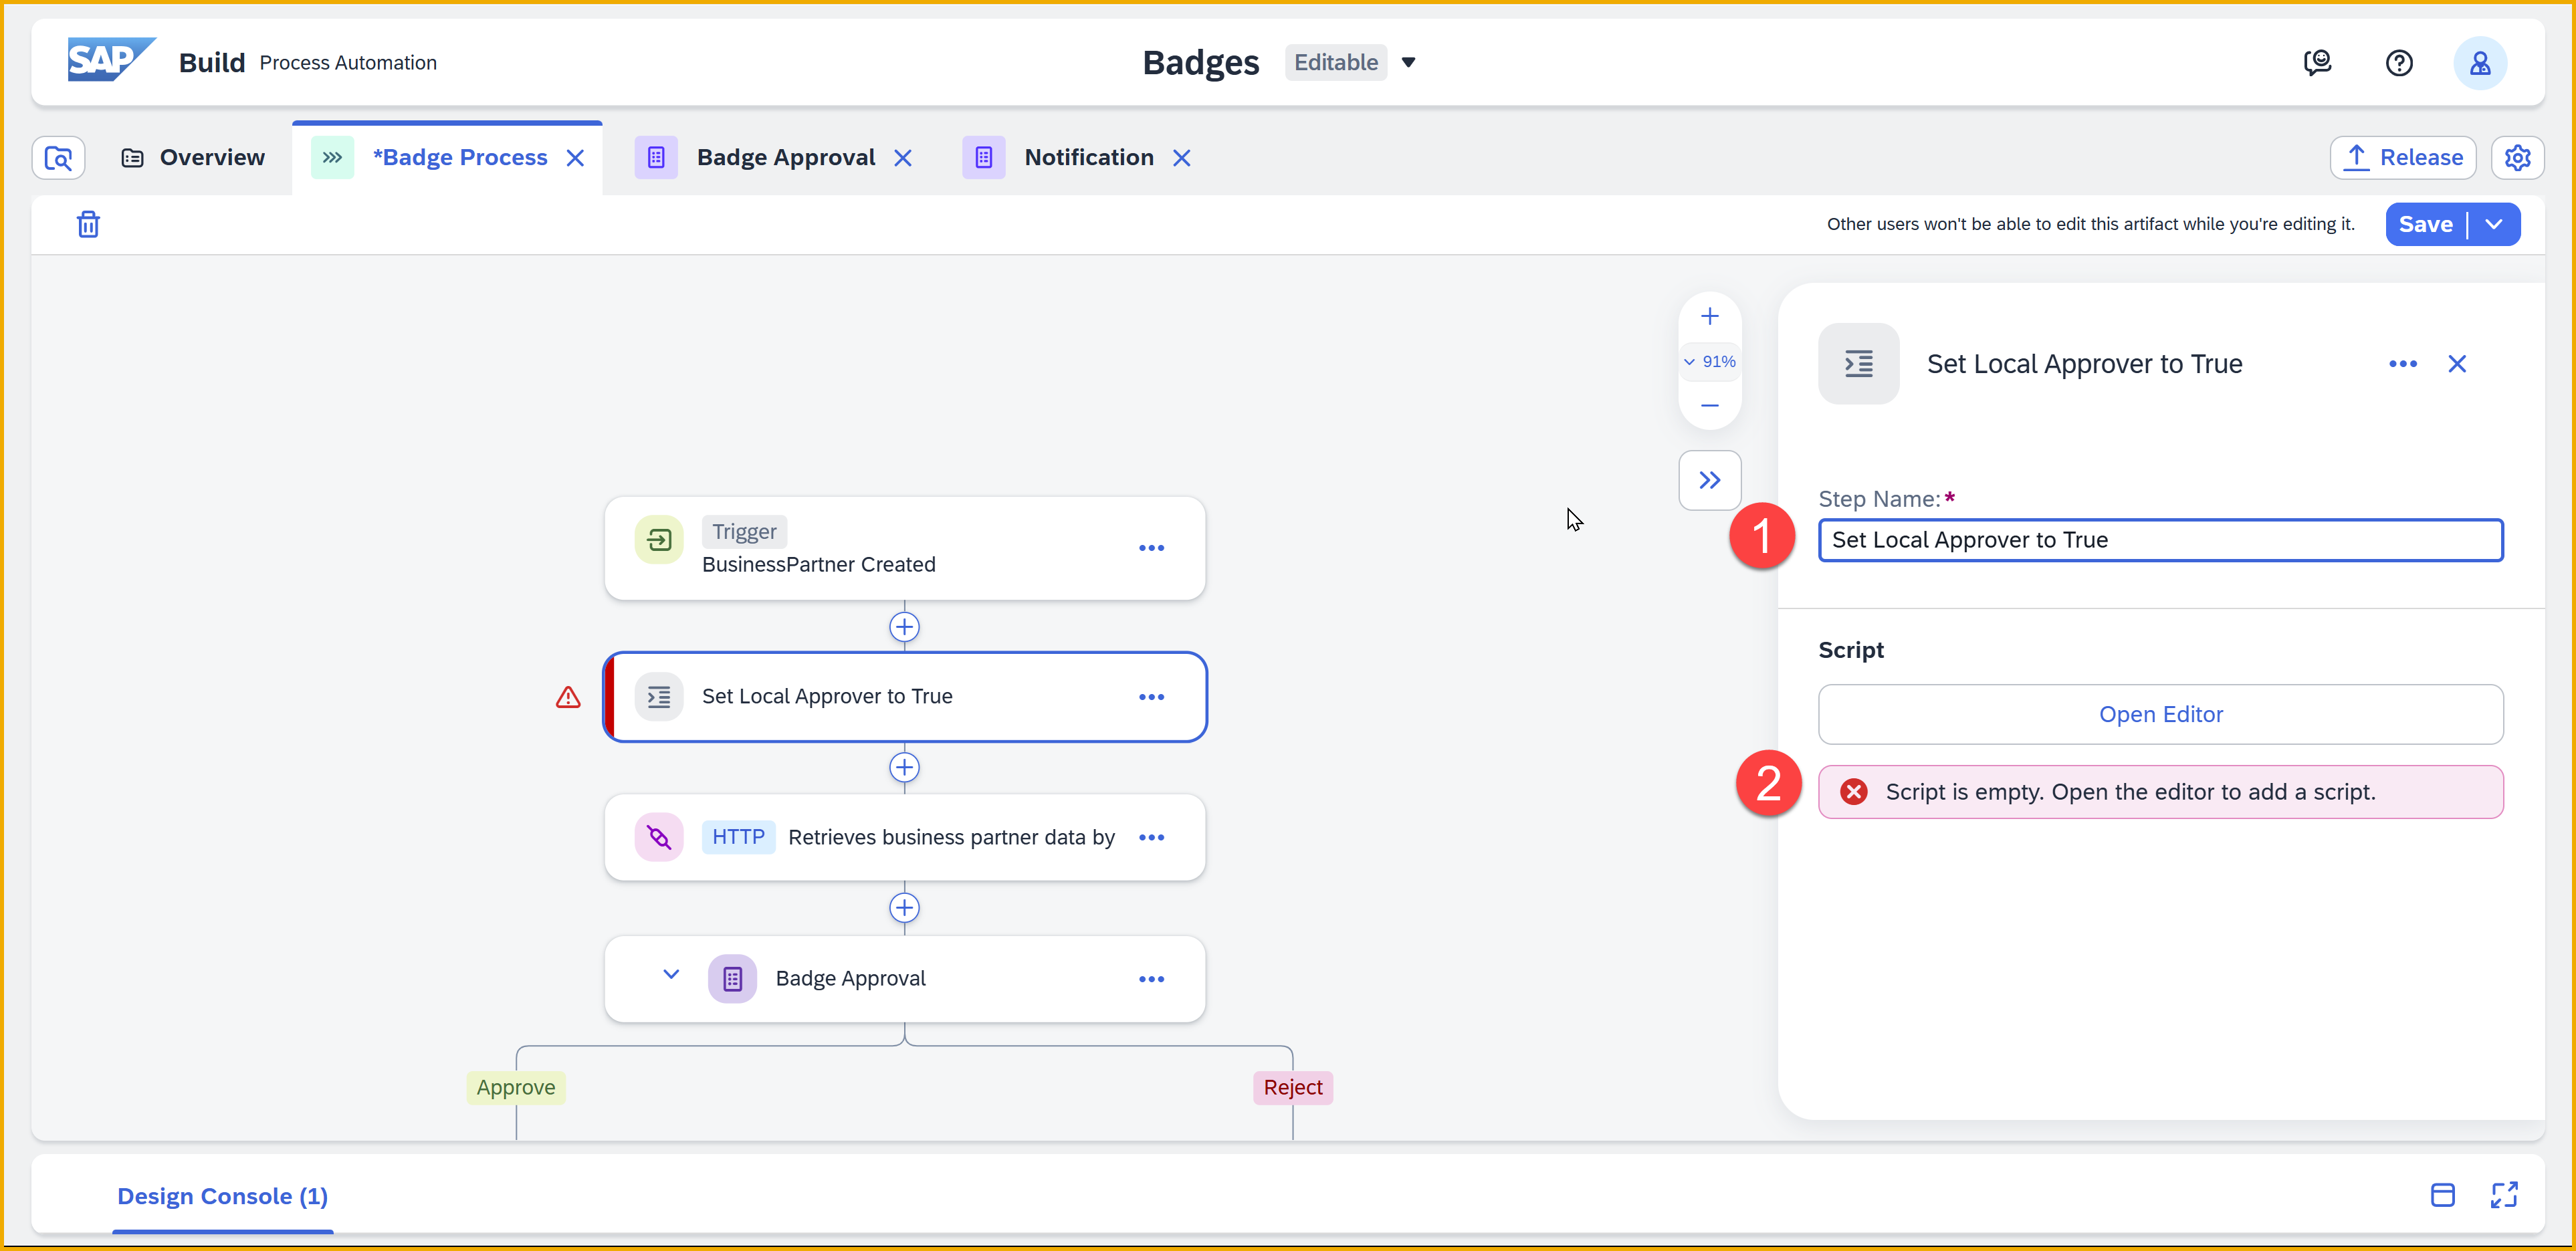 SAP Build Process Automation
Badges Editable
Overview
*Badge Process
Badge Approval
Notification
Release
Other users won't be able to edit this artifact while you're editing it.
Save
91%
Trigger
BusinessPartner Created
Set Local Approver to True
HTTP Retrieves business partner data by
Badge Approval
Approve
Reject
Set Local Approver to True
Step Name:*
1
Set Local Approver to True
Script
Open Editor
2
Script is empty. Open the editor to add a script.
Design Console (1)